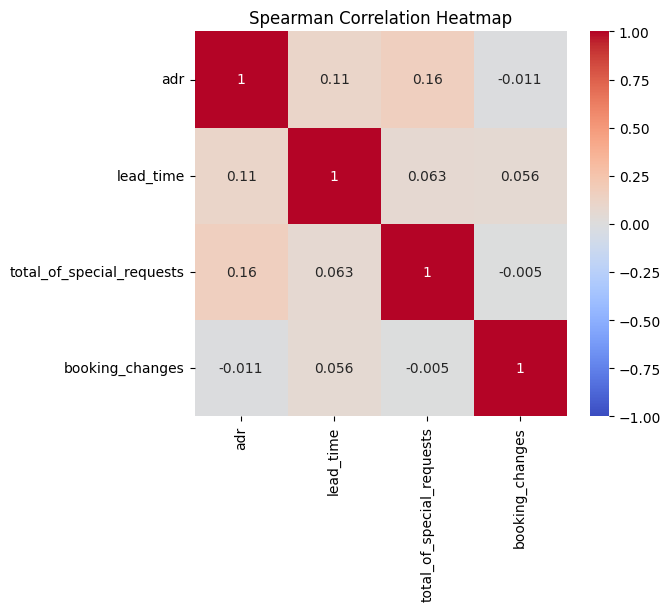 Spearman Correlation Heatmap
adr 1 0.11 0.16 -0.011
lead_time 0.11 1 0.063 0.056
total_of_special_requests 0.16 0.063 1 -0.005
booking_changes -0.011 0.056 -0.005 1
adr
lead_time
total_of_special_requests
booking_changes
1.00
0.75
0.50
0.25
0.00
−0.25
−0.50
−0.75
−1.00